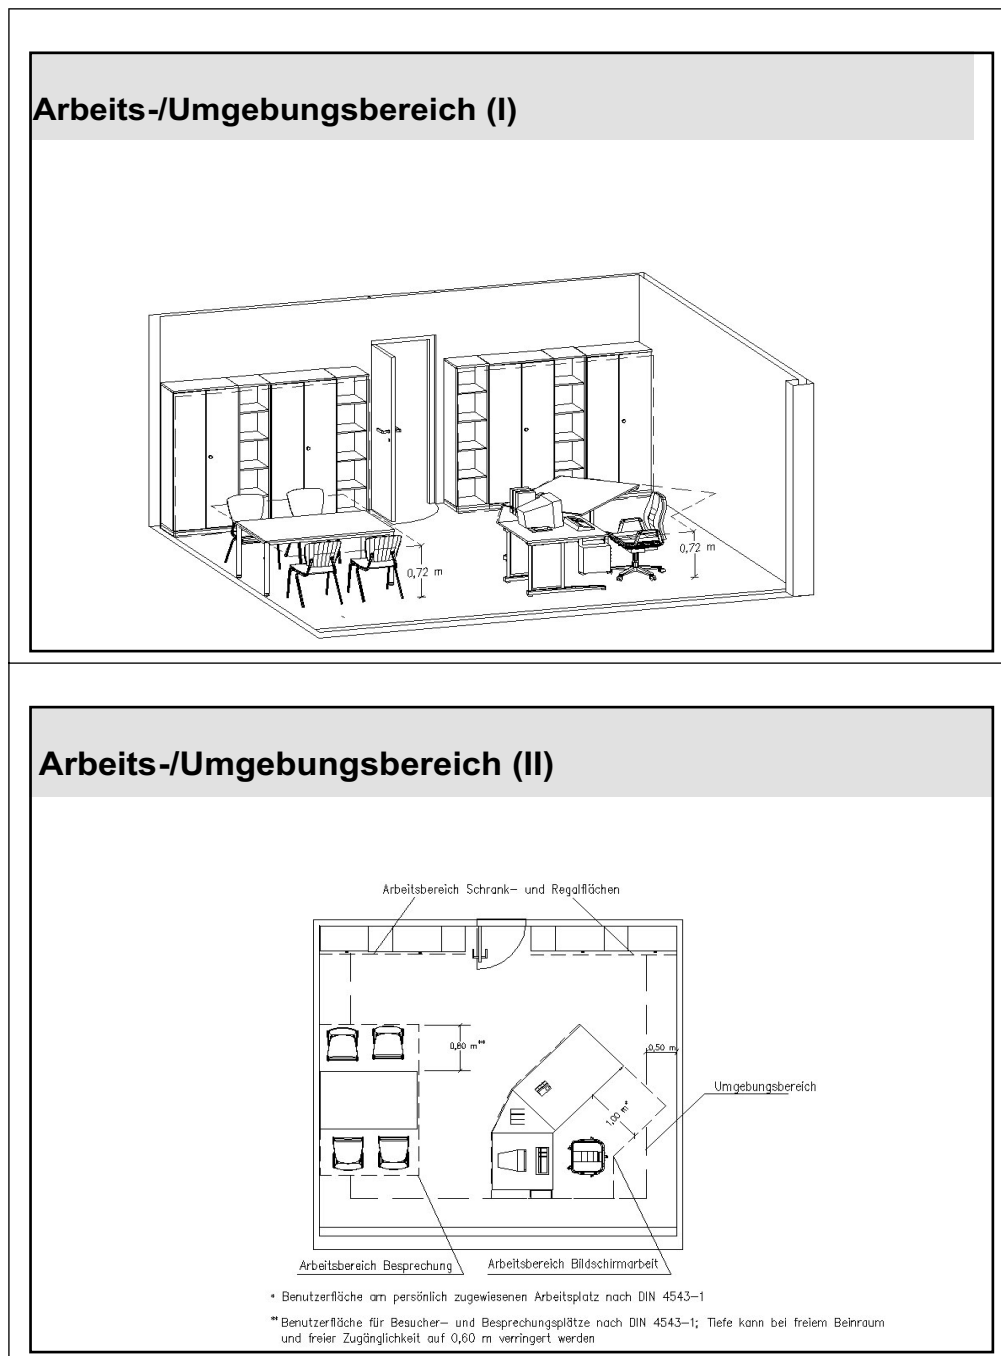 Arbeits-/Umgebungsbereich (I)
0,72 m
0,72 m
Arbeits-/Umgebungsbereich (II)
Arbeitsbereich Schrank- und Regalflächen
0,80 m**
0,50 m
Umgebungsbereich
1,00 m*
Arbeitsbereich Besprechung
Arbeitsbereich Bildschirmarbeit
* Benutzerfläche am persönlich zugewiesenen Arbeitsplatz nach DIN 4543-1
** Benutzerfläche für Besucher- und Besprechungsplätze nach DIN 4543-1; Tiefe kann bei freiem Beinraum
und freier Zugänglichkeit auf 0,60 m verringert werden